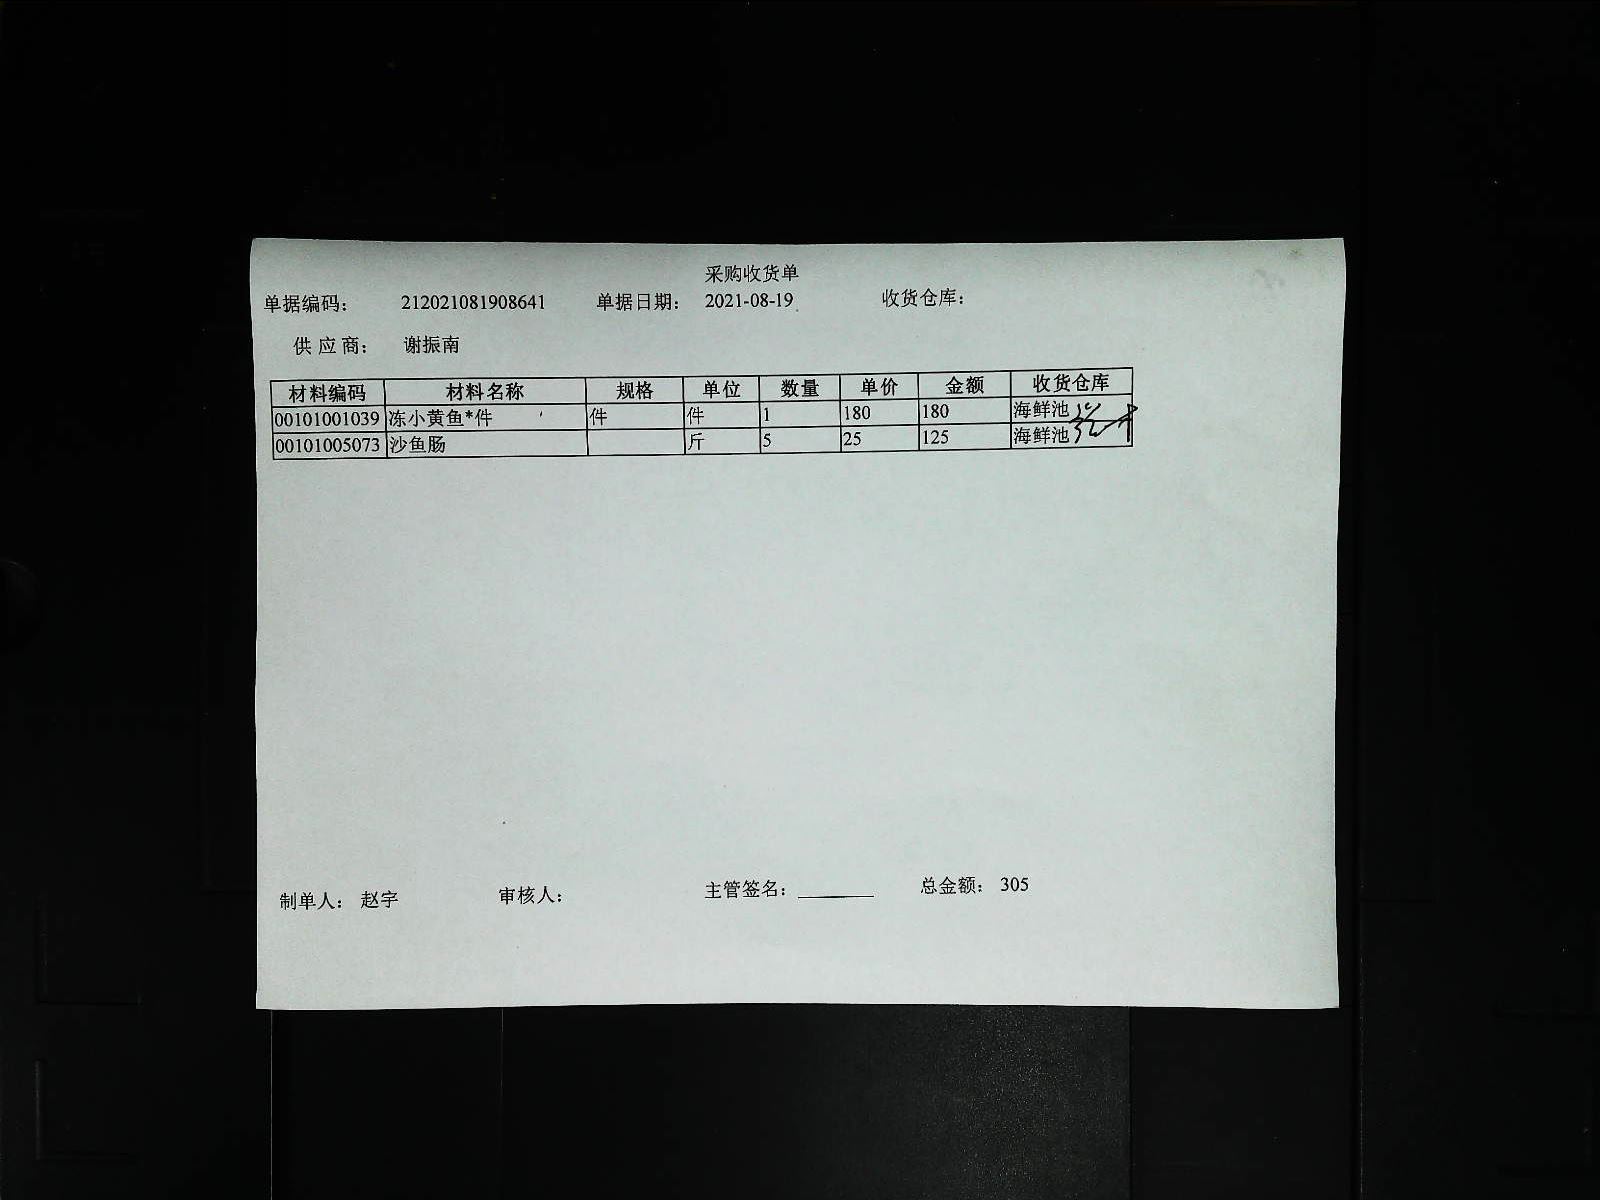 采购收货单
单据编码： 212021081908641 单据日期： 2021-08-19 收货仓库：
供应商： 谢振南
材料编码 材料名称 规格 单位 数量 单价 金额 收货仓库
00101001039 冻小黄鱼*件 件 件 1 180 180 海鲜池
00101005073 沙鱼肠 斤 5 25 125 海鲜池
制单人： 赵宇 审核人： 主管签名： 总金额： 305